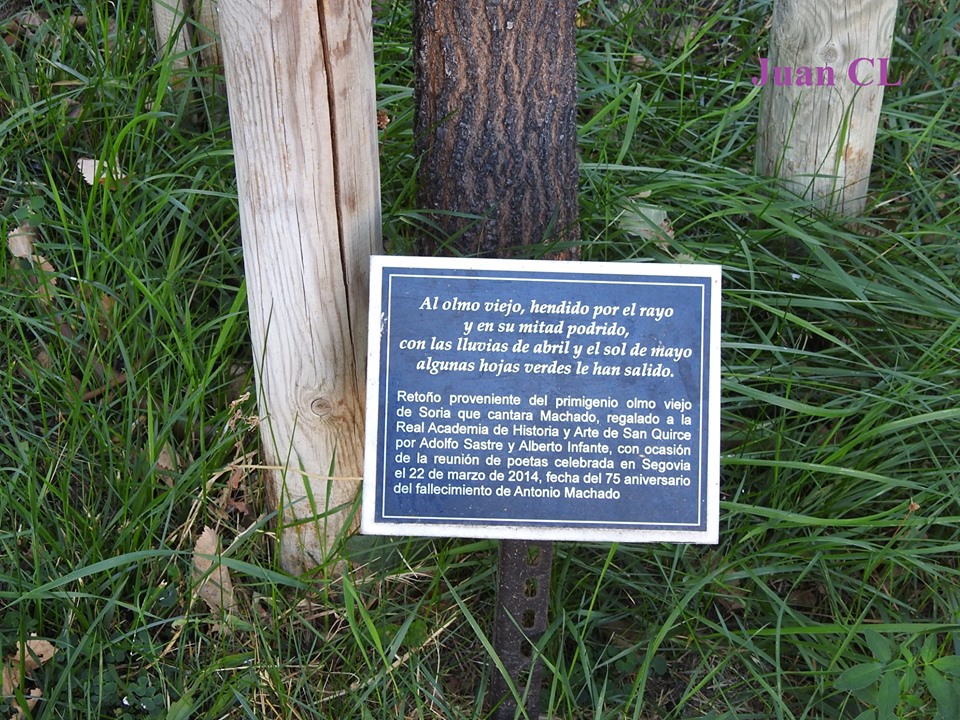 Juan CL
Al olmo viejo, hendido por el rayo
y en su mitad podrido,
con las lluvias de abril y el sol de mayo
algunas hojas verdes le han salido.
Retoño proveniente del primigenio olmo viejo
de Soria que cantara Machado, regalado a la
Real Academia de Historia y Arte de San Quirce
por Adolfo Sastre y Alberto Infante, con ocasión
de la reunión de poetas celebrada en Segovia
el 22 de marzo de 2014, fecha del 75 aniversario
del fallecimiento de Antonio Machado